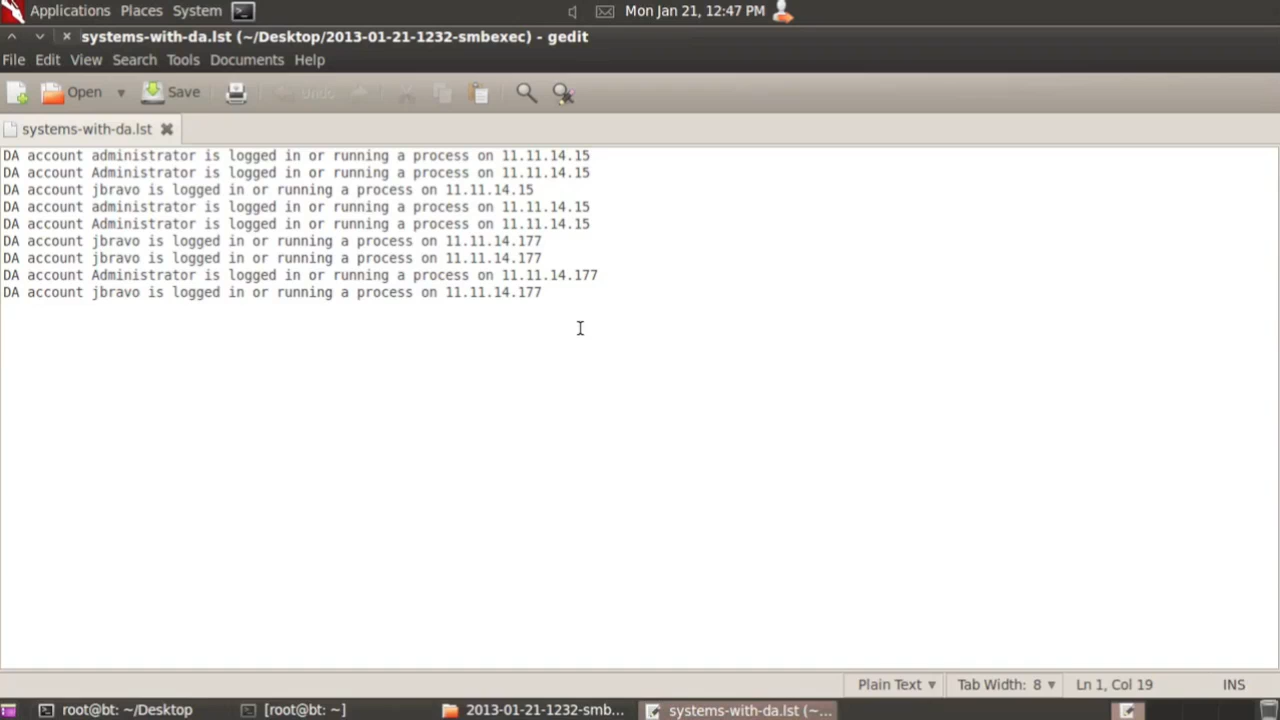 Applications Places System Mon Jan 21, 12:47 PM
systems-with-da.lst (~/Desktop/2013-01-21-1232-smbexec) - gedit
File Edit View Search Tools Documents Help
Open Save Undo
systems-with-da.lst
DA account administrator is logged in or running a process on 11.11.14.15
DA account Administrator is logged in or running a process on 11.11.14.15
DA account jbravo is logged in or running a process on 11.11.14.15
DA account administrator is logged in or running a process on 11.11.14.15
DA account Administrator is logged in or running a process on 11.11.14.15
DA account jbravo is logged in or running a process on 11.11.14.177
DA account jbravo is logged in or running a process on 11.11.14.177
DA account Administrator is logged in or running a process on 11.11.14.177
DA account jbravo is logged in or running a process on 11.11.14.177
Plain Text Tab Width: 8 Ln 1, Col 19 INS
root@bt: ~/Desktop [root@bt: ~] 2013-01-21-1232-smb... systems-with-da.lst (~...